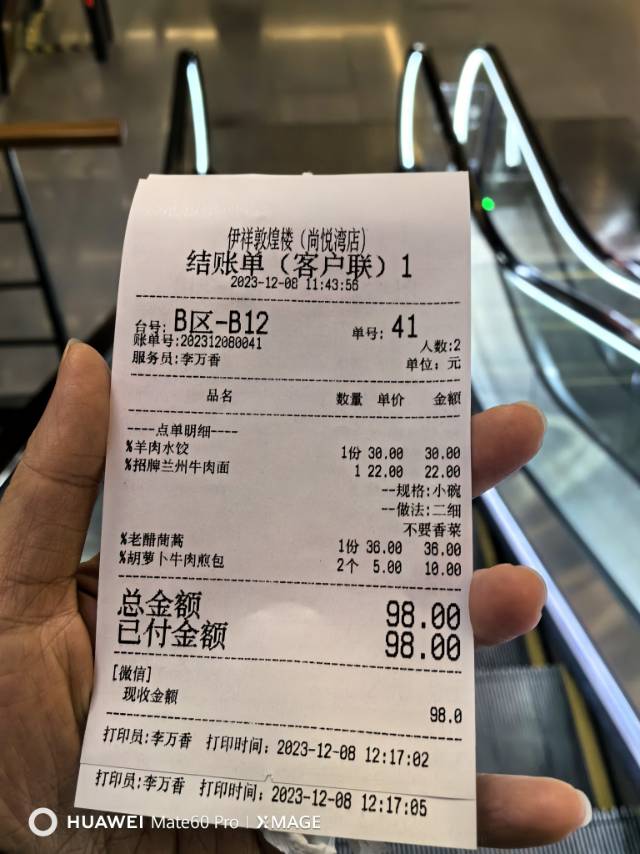 伊祥敦煌楼（尚悦湾店）
结账单（客户联）1
2023-12-08 11:43:56
台号: B区-B12 单号: 41
账单号:202312080041 人数:2
服务员:李万香 单位: 元
品名 数量 单价 金额
----点单明细----
%羊肉水饺 1份 30.00 30.00
%招牌兰州牛肉面 1 22.00 22.00
--规格:小碗
--做法:二细
不要香菜
%老醋茼蒿 1份 36.00 36.00
%胡萝卜牛肉煎包 2个 5.00 10.00
总金额 98.00
已付金额 98.00
[微信]
现收金额
98.0
打印员:李万香 打印时间: 2023-12-08 12:17:02
打印员:李万香 打印时间: 2023-12-08 12:17:05
HUAWEI Mate60 Pro | XMAGE